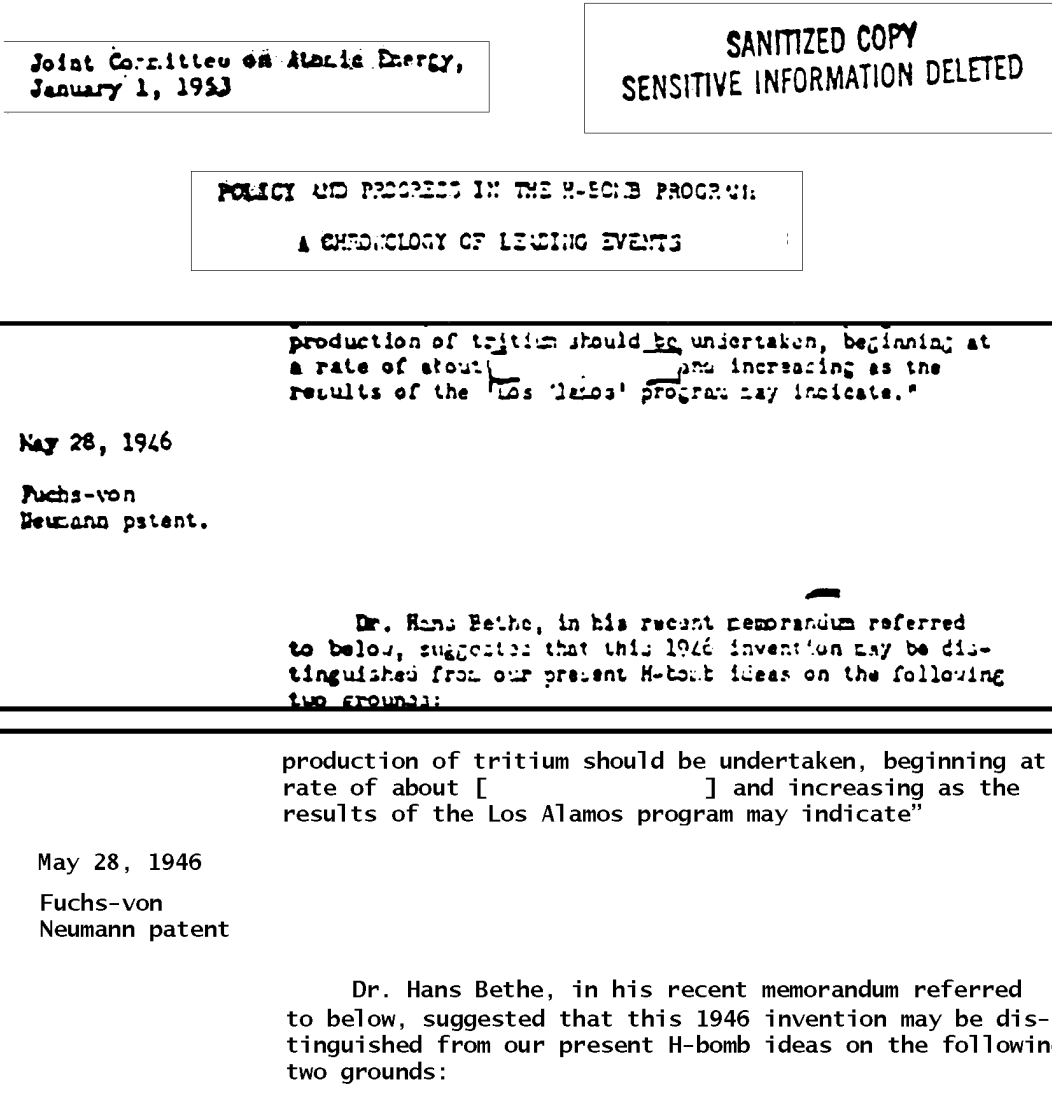 Joint Committee on Atomic Energy,
January 1, 1953
SANITIZED COPY
SENSITIVE INFORMATION DELETED
POLICY AND PROGRESS IN THE H-BOMB PROGRAM:
A CHRONOLOGY OF LEADING EVENTS
production of tritium should be undertaken, beginning at
a rate of about and increasing as the
results of the 'Los Alamos' program may indicate."
May 28, 1946
Fuchs-von
Neumann patent.
Dr. Hans Bethe, in his recent memorandum referred
to below, suggested that this 1946 invention may be dis-
tinguished from our present H-bomb ideas on the following
two grounds:
production of tritium should be undertaken, beginning at
rate of about [ ] and increasing as the
results of the Los Alamos program may indicate”
May 28, 1946
Fuchs-von
Neumann patent
Dr. Hans Bethe, in his recent memorandum referred
to below, suggested that this 1946 invention may be dis-
tinguished from our present H-bomb ideas on the followin
two grounds: